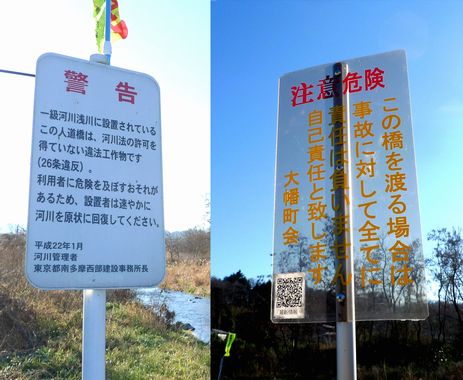 警告
一級河川浅川に設置されている
この人道橋は、河川法の許可を
得ていない違法工作物です
(26条違反)。
利用者に危険を及ぼすおそれが
あるため、設置者は速やかに
河川を原状に回復してください。
平成22年1月
河川管理者
東京都南多摩西部建設事務所長
注意危険
この橋を渡る場合は
事故に対して全てに
責任は負いません
自己責任と致します
大幡町会